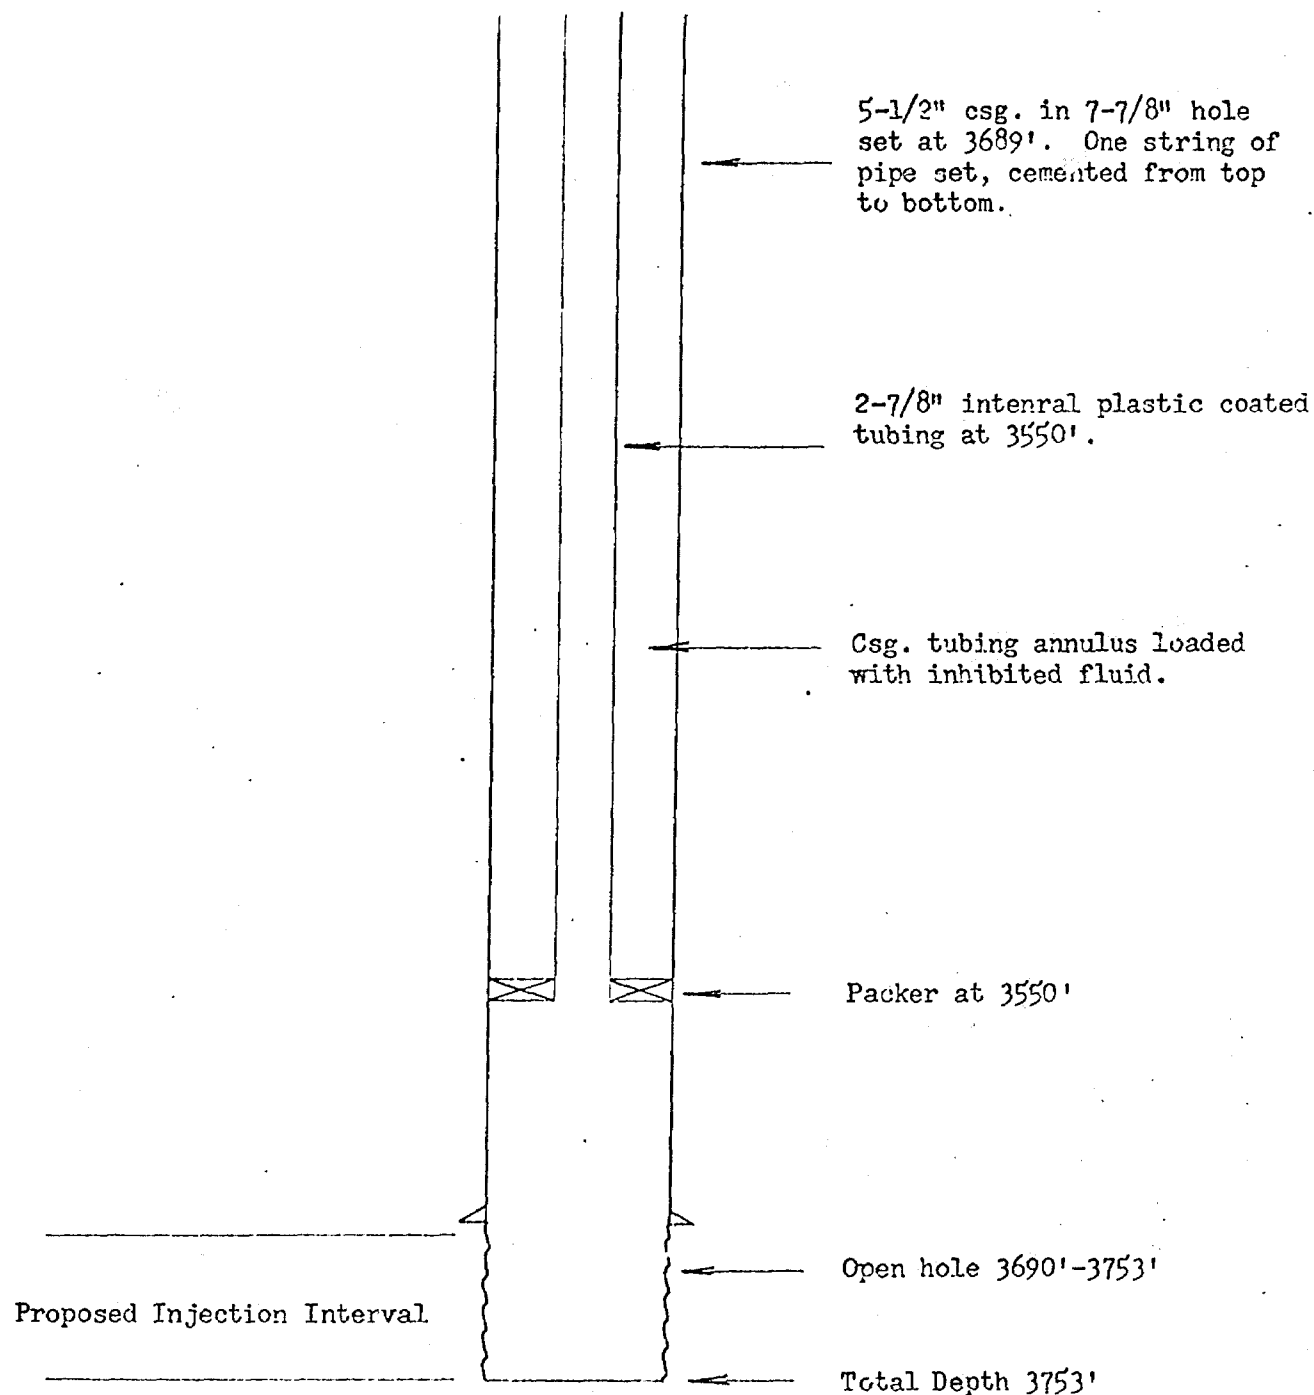 5-1/2" csg. in 7-7/8" hole
set at 3689'. One string of
pipe set, cemented from top
to bottom.
2-7/8" intenral plastic coated
tubing at 3550'.
Csg. tubing annulus loaded
with inhibited fluid.
Packer at 3550'
Open hole 3690'-3753'
Proposed Injection Interval
Total Depth 3753'